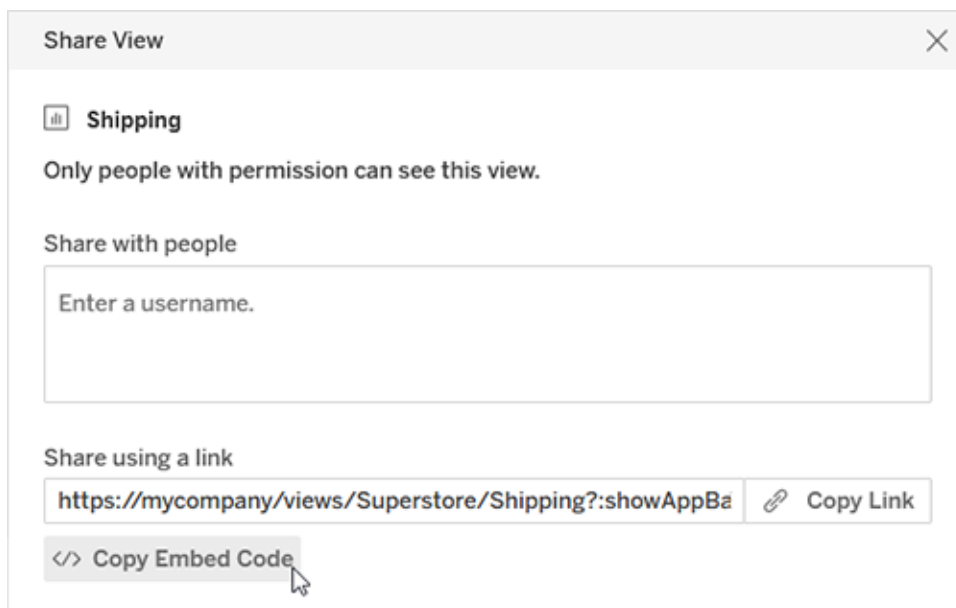 Share View
Shipping
Only people with permission can see this view.
Share with people
Enter a username.
Share using a link
https://mycompany/views/Superstore/Shipping?:showAppBa
Copy Link
</> Copy Embed Code